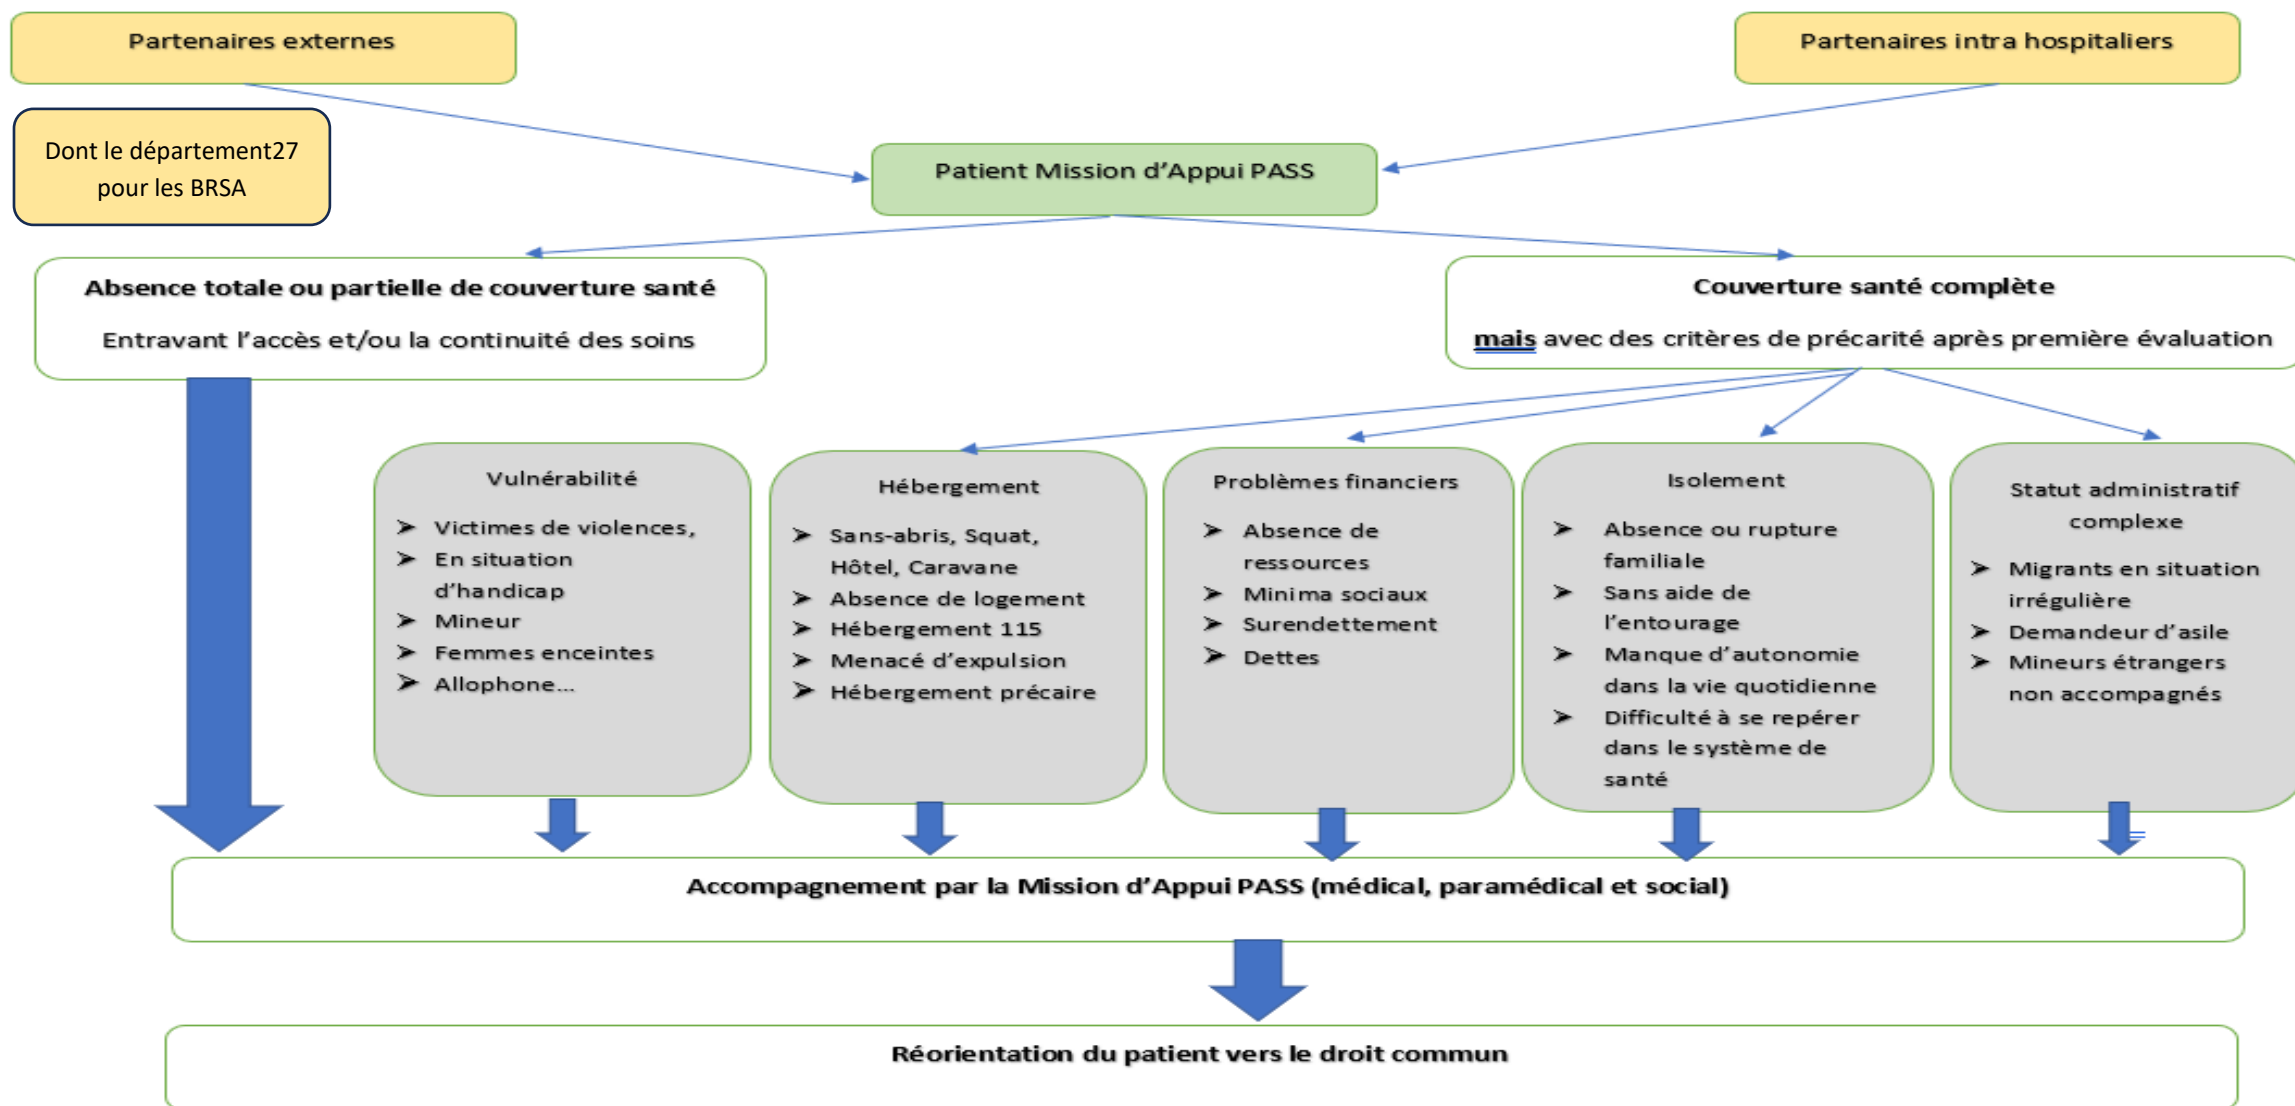 Partenaires externes
Partenaires intra hospitaliers
Dont le département27
pour les BRSA
Patient Mission d'Appui PASS
Absence totale ou partielle de couverture santé
Entravant l'accès et/ou la continuité des soins
Couverture santé complète
mais avec des critères de précarité après première évaluation
Vulnérabilité
➢ Victimes de violences,
➢ En situation
d'handicap
➢ Mineur
➢ Femmes enceintes
➢ Allophone...
Hébergement
➢ Sans-abris, Squat,
Hôtel, Caravane
➢ Absence de logement
➢ Hébergement 115
➢ Menacé d'expulsion
➢ Hébergement précaire
Problèmes financiers
➢ Absence de
ressources
➢ Minima sociaux
➢ Surendettement
➢ Dettes
Isolement
➢ Absence ou rupture
familiale
➢ Sans aide de
l'entourage
➢ Manque d'autonomie
dans la vie quotidienne
➢ Difficulté à se repérer
dans le système de
santé
Statut administratif
complexe
➢ Migrants en situation
irrégulière
➢ Demandeur d'asile
➢ Mineurs étrangers
non accompagnés
Accompagnement par la Mission d'Appui PASS (médical, paramédical et social)
Réorientation du patient vers le droit commun